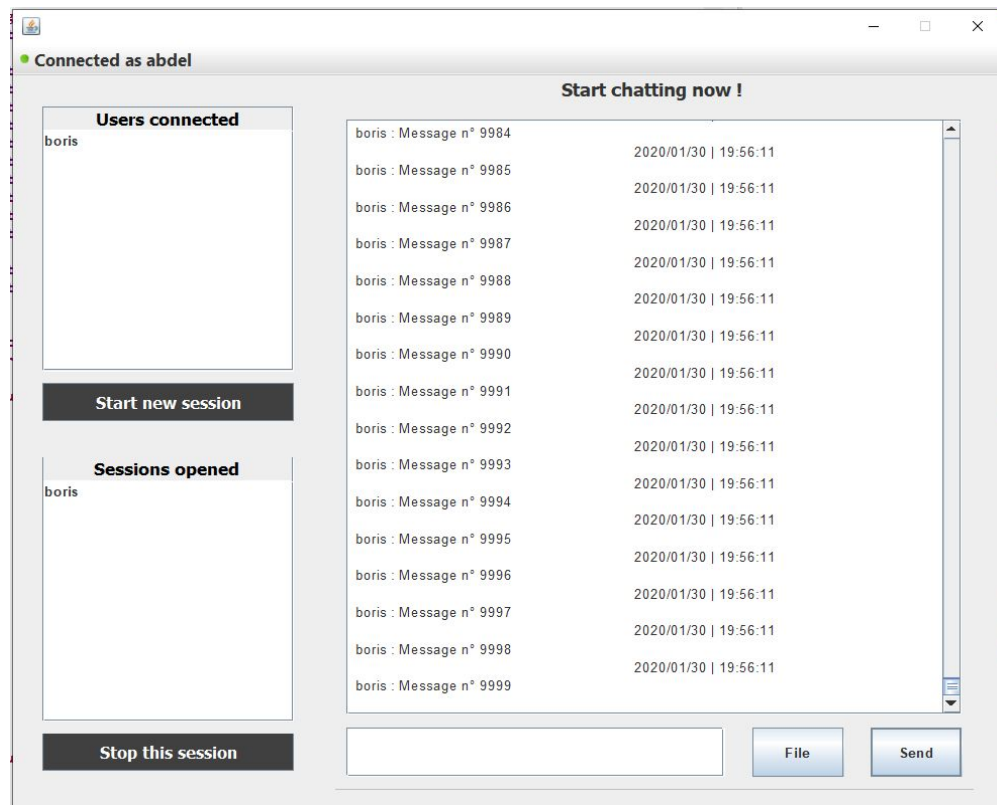 Connected as abdel
Start chatting now !
Users connected
boris
Start new session
Sessions opened
boris
Stop this session
boris : Message n° 9984
2020/01/30 | 19:56:11
boris : Message n° 9985
2020/01/30 | 19:56:11
boris : Message n° 9986
2020/01/30 | 19:56:11
boris : Message n° 9987
2020/01/30 | 19:56:11
boris : Message n° 9988
2020/01/30 | 19:56:11
boris : Message n° 9989
2020/01/30 | 19:56:11
boris : Message n° 9990
2020/01/30 | 19:56:11
boris : Message n° 9991
2020/01/30 | 19:56:11
boris : Message n° 9992
2020/01/30 | 19:56:11
boris : Message n° 9993
2020/01/30 | 19:56:11
boris : Message n° 9994
2020/01/30 | 19:56:11
boris : Message n° 9995
2020/01/30 | 19:56:11
boris : Message n° 9996
2020/01/30 | 19:56:11
boris : Message n° 9997
2020/01/30 | 19:56:11
boris : Message n° 9998
2020/01/30 | 19:56:11
boris : Message n° 9999
File
Send